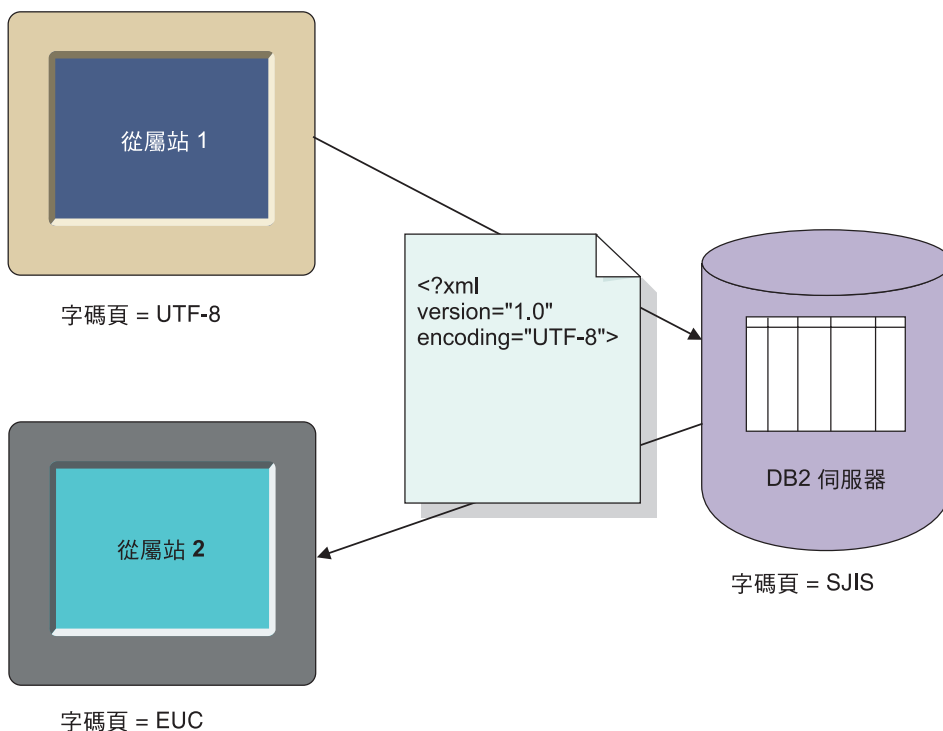 從屬站 1
字碼頁 = UTF-8
<?xml
version="1.0"
encoding="UTF-8">
DB2 伺服器
字碼頁 = SJIS
從屬站 2
字碼頁 = EUC